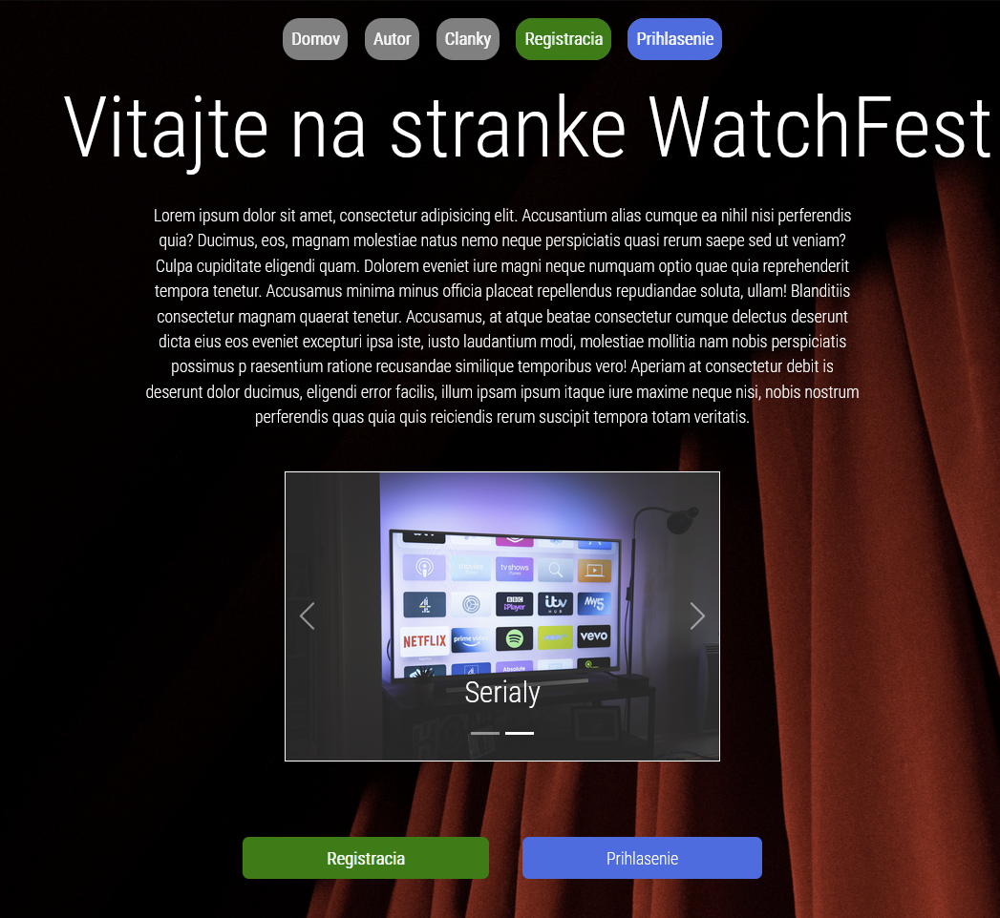 Domov Autor Clanky Registracia Prihlasenie
Vitajte na stranke WatchFest
Lorem ipsum dolor sit amet, consectetur adipisicing elit. Accusantium alias cumque ea nihil nisi perferendis
quia? Ducimus, eos, magnam molestiae natus nemo neque perspiciatis quasi rerum saepe sed ut veniam?
Culpa cupiditate eligendi quam. Dolorem eveniet iure magni neque numquam optio quae quia reprehenderit
tempora tenetur. Accusamus minima minus officia placeat repellendus repudiandae soluta, ullam! Blanditiis
consectetur magnam quaerat tenetur. Accusamus, at atque beatae consectetur cumque delectus deserunt
dicta eius eos eveniet excepturi ipsa iste, iusto laudantium modi, molestiae mollitia nam nobis perspiciatis
possimus p raesentium ratione recusandae similique temporibus vero! Aperiam at consectetur debit is
deserunt dolor ducimus, eligendi error facilis, illum ipsam ipsum itaque iure maxime neque nisi, nobis nostrum
perferendis quas quia quis reiciendis rerum suscipit tempora totam veritatis.
movies tv shows
BBC iPlayer itv HUB My5
NETFLIX prime video vevo
Absolute
Serialy
Registracia Prihlasenie